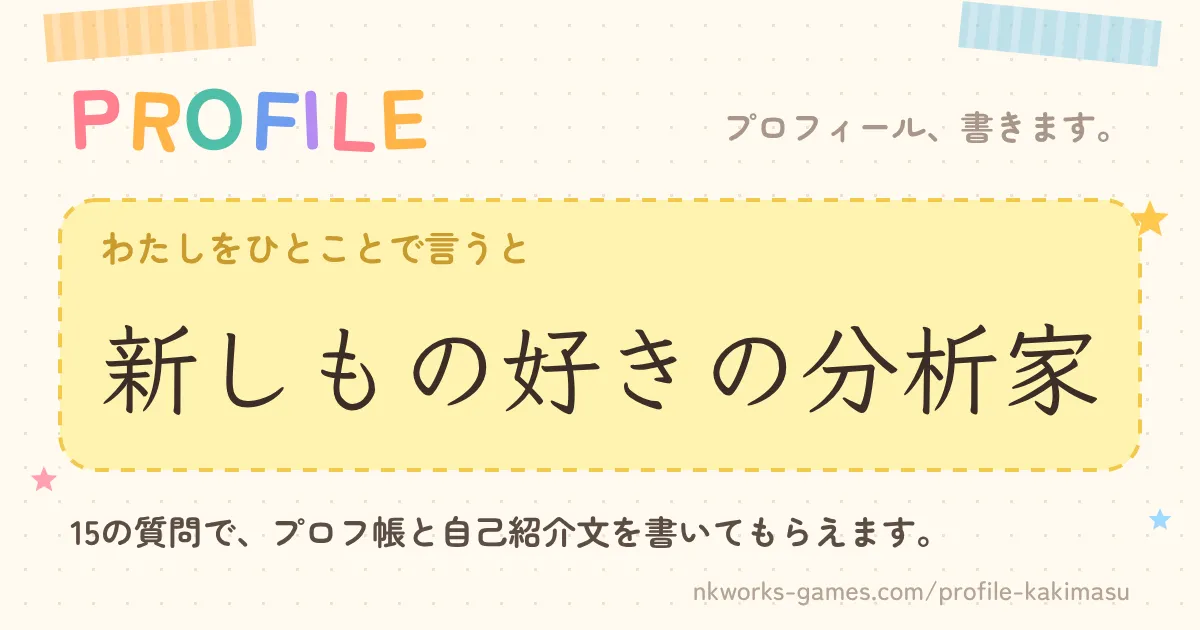 PROFILE
プロフィール、書きます。
わたしをひとことで言うと
新しもの好きの分析家
15の質問で、プロフ帳と自己紹介文を書いてもらえます。
nkworks-games.com/profile-kakimasu